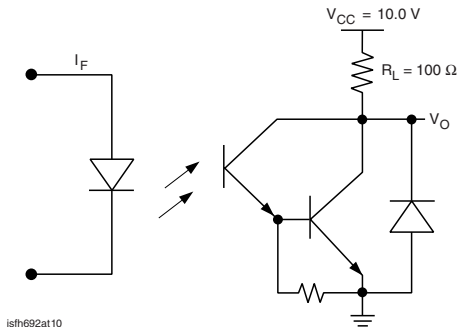 V_CC = 10.0 V
I_F
R_L = 100 Ω
V_O
isfh692at10